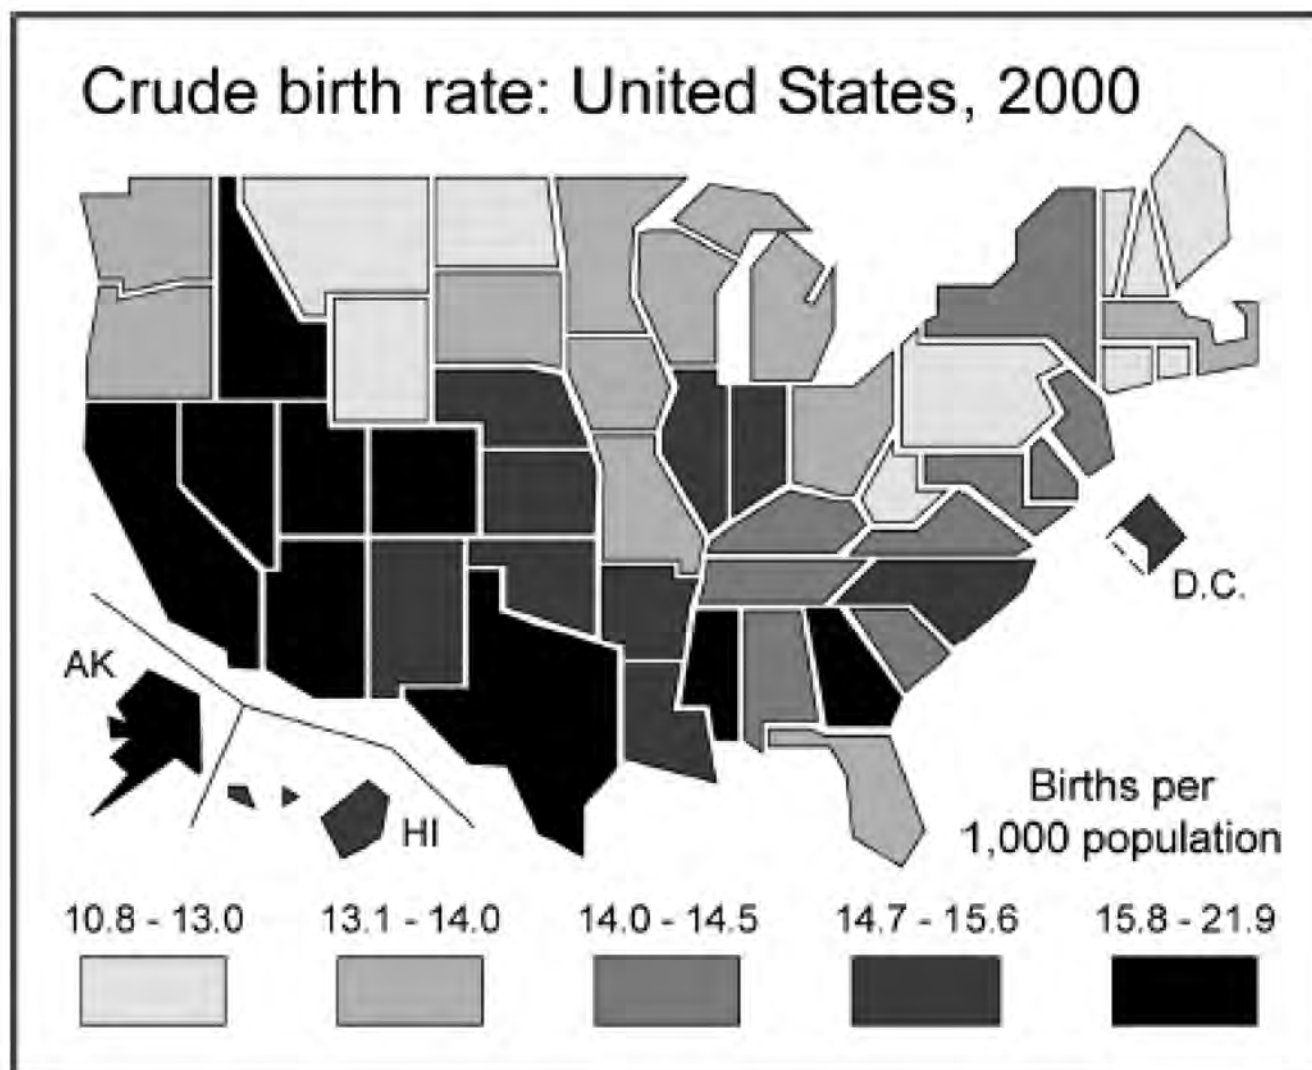 Crude birth rate: United States, 2000
D.C.
AK
HI
Births per
1,000 population
10.8 - 13.0
13.1 - 14.0
14.0 - 14.5
14.7 - 15.6
15.8 - 21.9